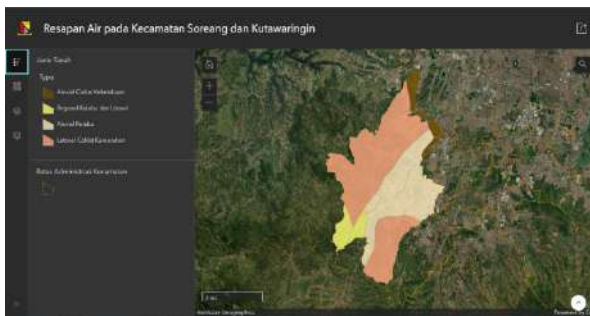 Resapan Air pada Kecamatan Soreang dan Kutawaringin
Jenis Tanah
Type
Aluvial Coklat Kekelabuan
Regosol Kelabu dan Litosol
Aluvial Kelabu
Latosol Coklat Kemerahan
Batas Administrasi Kecamatan